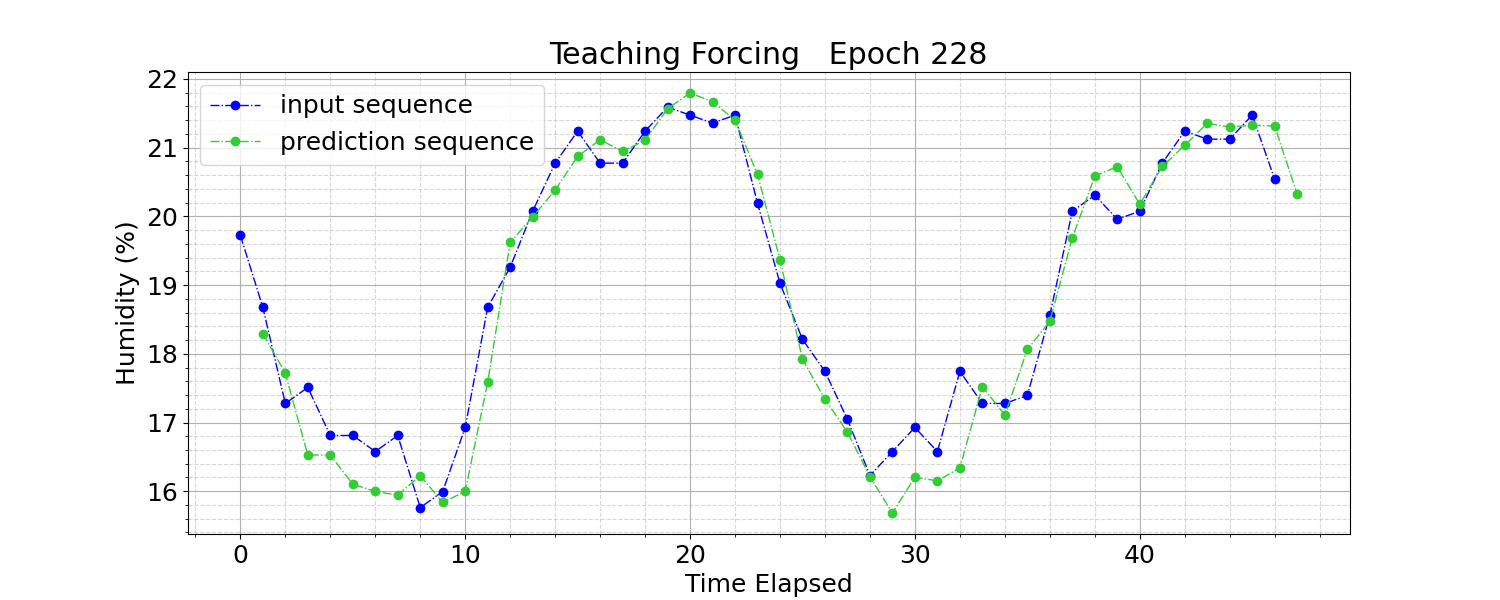 Teaching Forcing   Epoch 228
input sequence
prediction sequence
Humidity (%)
22
21
20
19
18
17
16
0 10 20 30 40
Time Elapsed